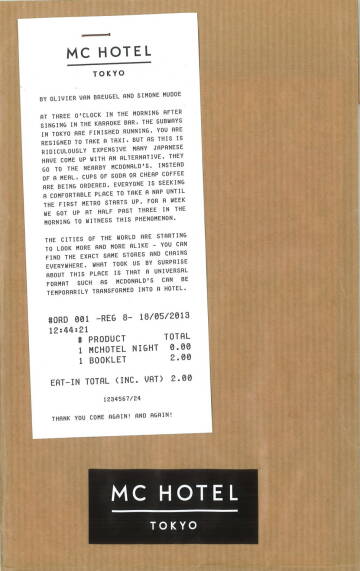 MC HOTEL
TOKYO
BY OLIVIER VAN BREUGEL AND SIMONE MUDDE
AT THREE O'CLOCK IN THE MORNING AFTER
SINGING IN THE KARAOKE BAR. THE SUBWAYS
IN TOKYO ARE FINISHED RUNNING. YOU ARE
RESIGNED TO TAKE A TAXI. BUT AS THIS IS
RIDICULOUSLY EXPENSIVE MANY JAPANESE
HAVE COME UP WITH AN ALTERNATIVE. THEY
GO TO THE NEARBY MCDONALD'S. INSTEAD
OF A MEAL, CUPS OF SODA OR CHEAP COFFEE
ARE BEING ORDERED. EVERYONE IS SEEKING
A COMFORTABLE PLACE TO TAKE A NAP UNTIL
THE FIRST METRO STARTS UP. FOR A WEEK
WE GOT UP AT HALF PAST THREE IN THE
MORNING TO WITNESS THIS PHENOMENON.
THE CITIES OF THE WORLD ARE STARTING
TO LOOK MORE AND MORE ALIKE - YOU CAN
FIND THE EXACT SAME STORES AND CHAINS
EVERYWHERE. WHAT TOOK US BY SURPRISE
ABOUT THIS PLACE IS THAT A UNIVERSAL
FORMAT SUCH AS MCDONALD'S CAN BE
TEMPORARILY TRANSFORMED INTO A HOTEL.
#ORD 001 -REG 8- 18/05/2013
12:44:21
# PRODUCT TOTAL
1 MCHOTEL NIGHT 0.00
1 BOOKLET 2.00
EAT-IN TOTAL (INC. VAT) 2.00
1234567/24
THANK YOU COME AGAIN! AND AGAIN!
MC HOTEL
TOKYO